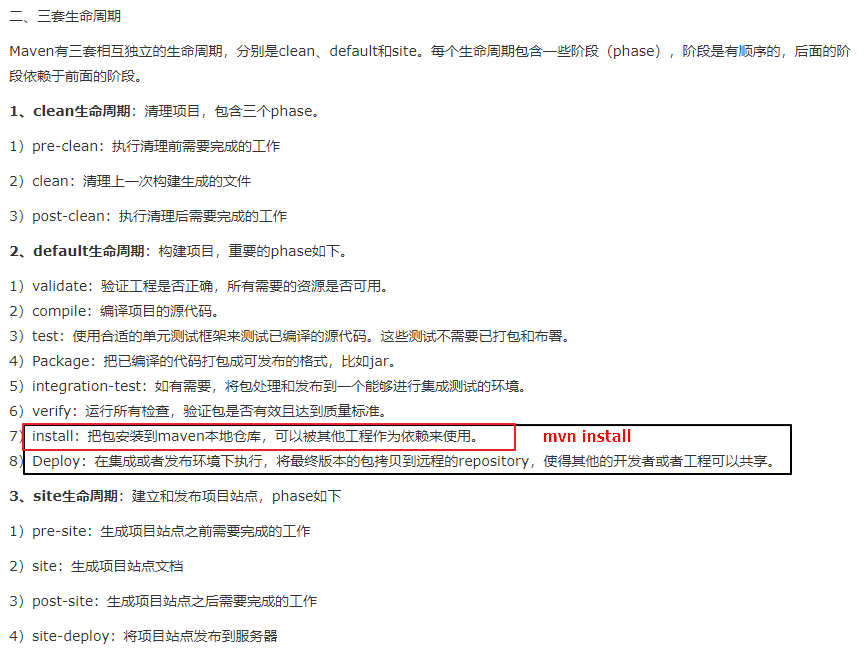 二、三套生命周期
Maven有三套相互独立的生命周期，分别是clean、default和site。每个生命周期包含一些阶段（phase），阶段是有顺序的，后面的阶
段依赖于前面的阶段。
1、clean生命周期：清理项目，包含三个phase。
1）pre-clean：执行清理前需要完成的工作
2）clean：清理上一次构建生成的文件
3）post-clean：执行清理后需要完成的工作
2、default生命周期：构建项目，重要的phase如下。
1）validate：验证工程是否正确，所有需要的资源是否可用。
2）compile：编译项目的源代码。
3）test：使用合适的单元测试框架来测试已编译的源代码。这些测试不需要已打包和布署。
4）Package：把已编译的代码打包成可发布的格式，比如jar。
5）integration-test：如有需要，将包处理和发布到一个能够进行集成测试的环境。
6）verify：运行所有检查，验证包是否有效且达到质量标准。
7）install：把包安装到maven本地仓库，可以被其他工程作为依赖来使用。 mvn install
8）Deploy：在集成或者发布环境下执行，将最终版本的包拷贝到远程的repository，使得其他的开发者或者工程可以共享。
3、site生命周期：建立和发布项目站点，phase如下
1）pre-site：生成项目站点之前需要完成的工作
2）site：生成项目站点文档
3）post-site：生成项目站点之后需要完成的工作
4）site-deploy：将项目站点发布到服务器